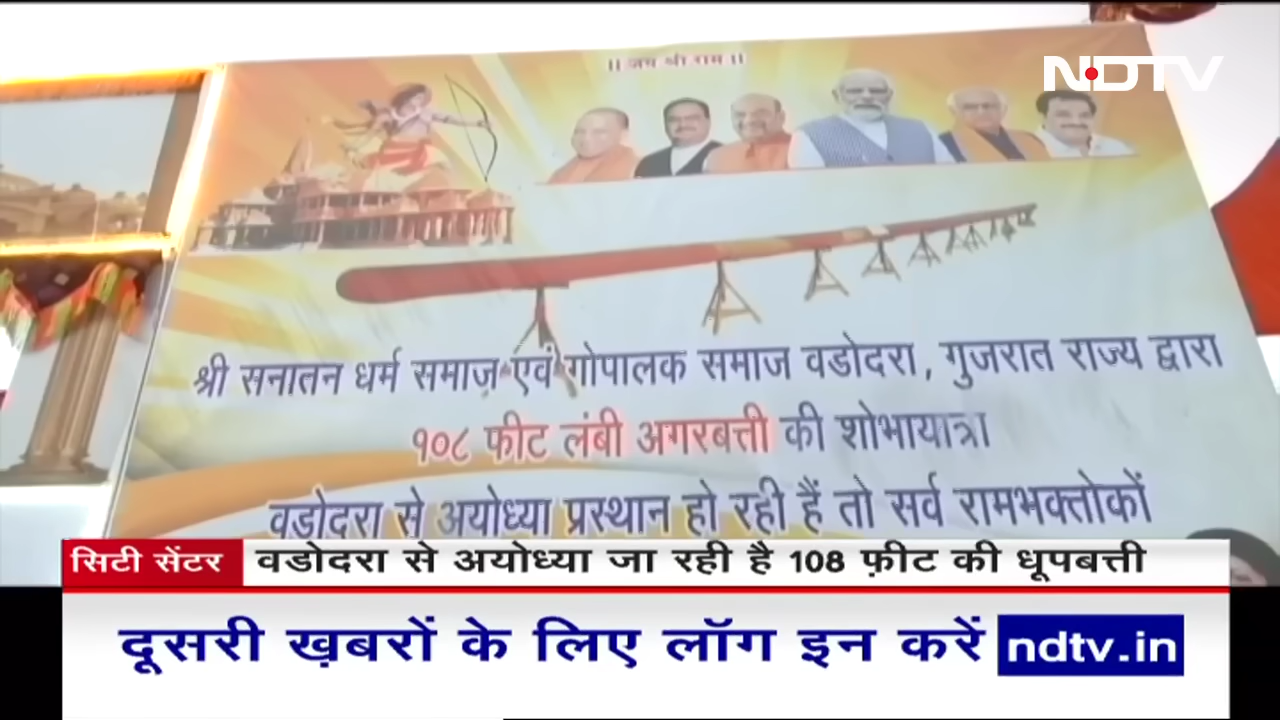 ॥ जय श्री राम ॥
NDTV
श्री सनातन धर्म समाज़ एवं गोपालक समाज वडोदरा, गुजरात राज्य द्वारा
१०८ फीट लंबी अगरबत्ती की शोभायात्रा
वड़ोदरा से अयोध्या प्रस्थान हो रही हैं तो सर्व रामभक्तोकों
सिटी सेंटर वडोदरा से अयोध्या जा रही है 108 फ़ीट की धूपबत्ती
दूसरी ख़बरों के लिए लॉग इन करें ndtv.in